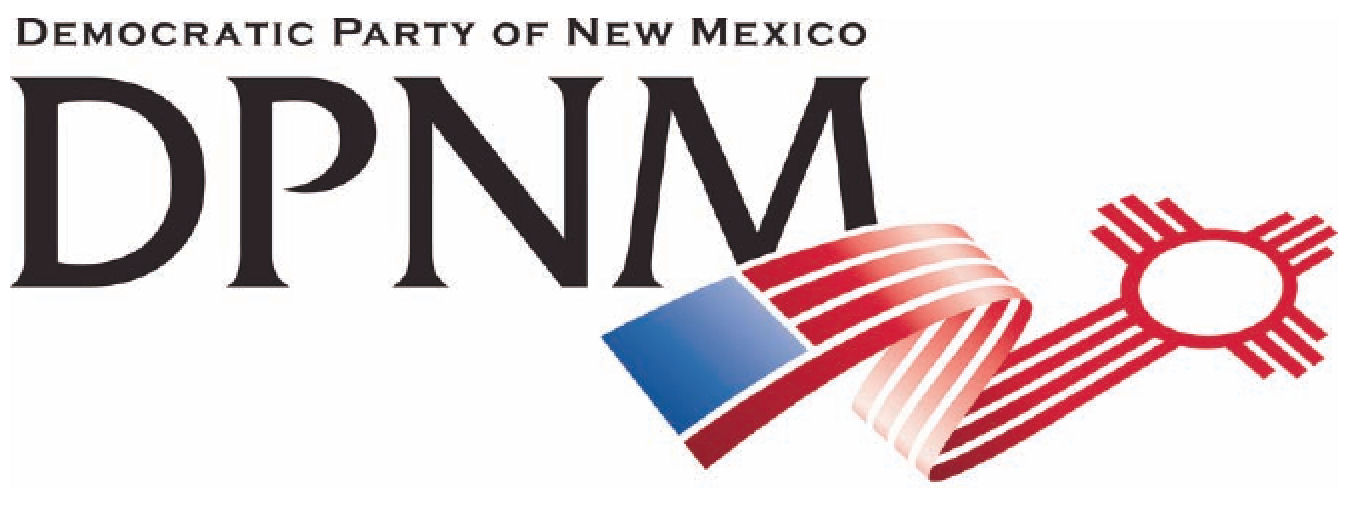 DEMOCRATIC PARTY OF NEW MEXICO
DPNM